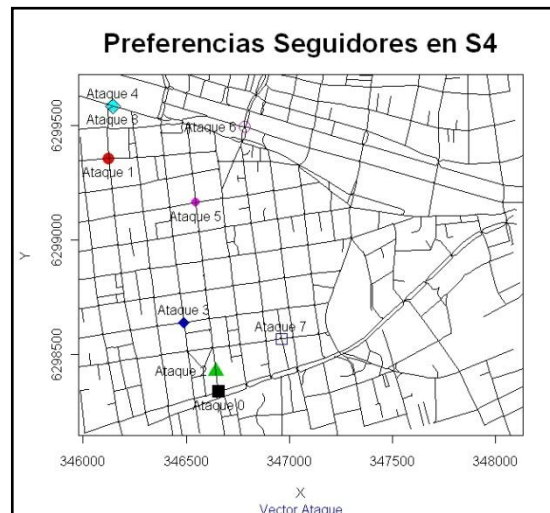 Preferencias Seguidores en S4
Ataque 4
Ataque 8
Ataque 6
Ataque 1
Ataque 5
Ataque 3
Ataque 7
Ataque 2
Ataque 0
Y
6298500
6299000
6299500
346000
346500
347000
347500
348000
X
Vector Ataque